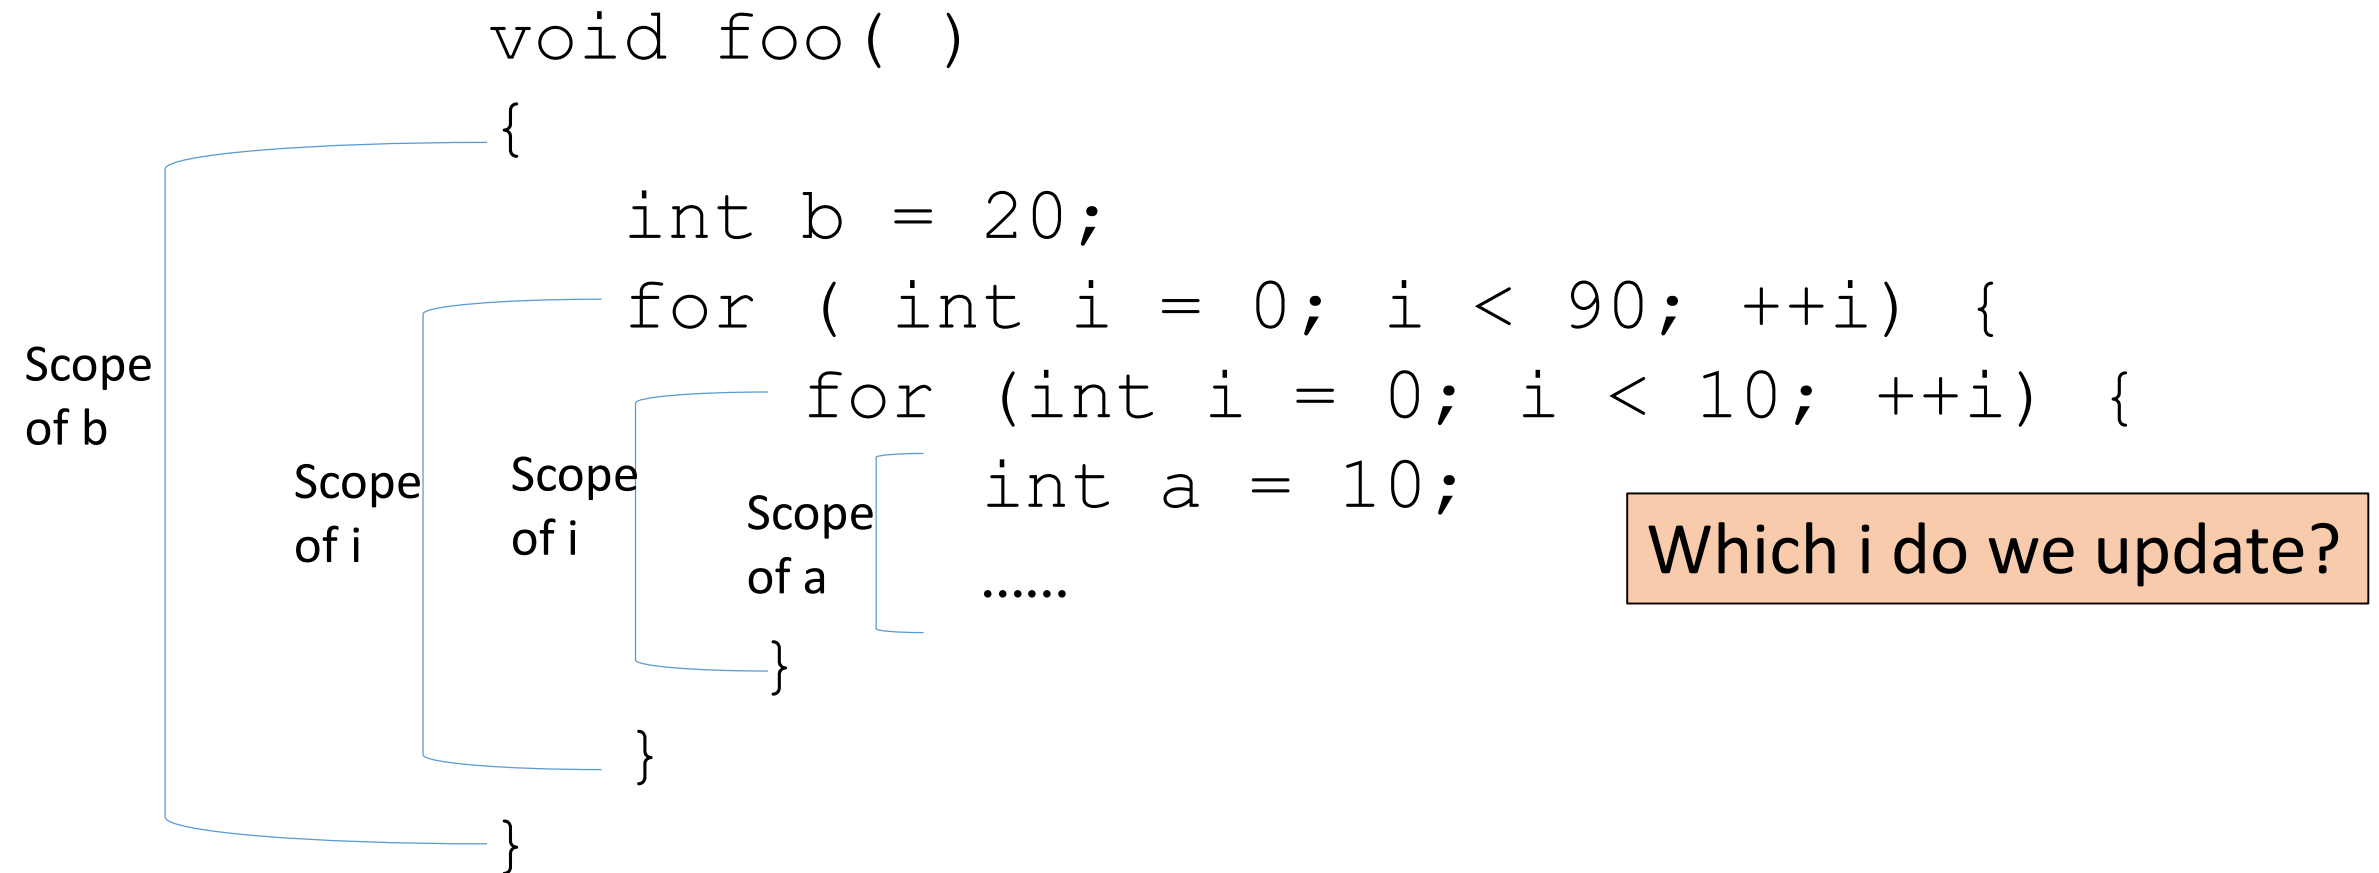 void foo( )
{
int b = 20;
for ( int i = 0; i < 90; ++i) {
for (int i = 0; i < 10; ++i) {
int a = 10;
……
}
}
}
Scope
of b
Scope
of i
Scope
of i
Scope
of a
Which i do we update?